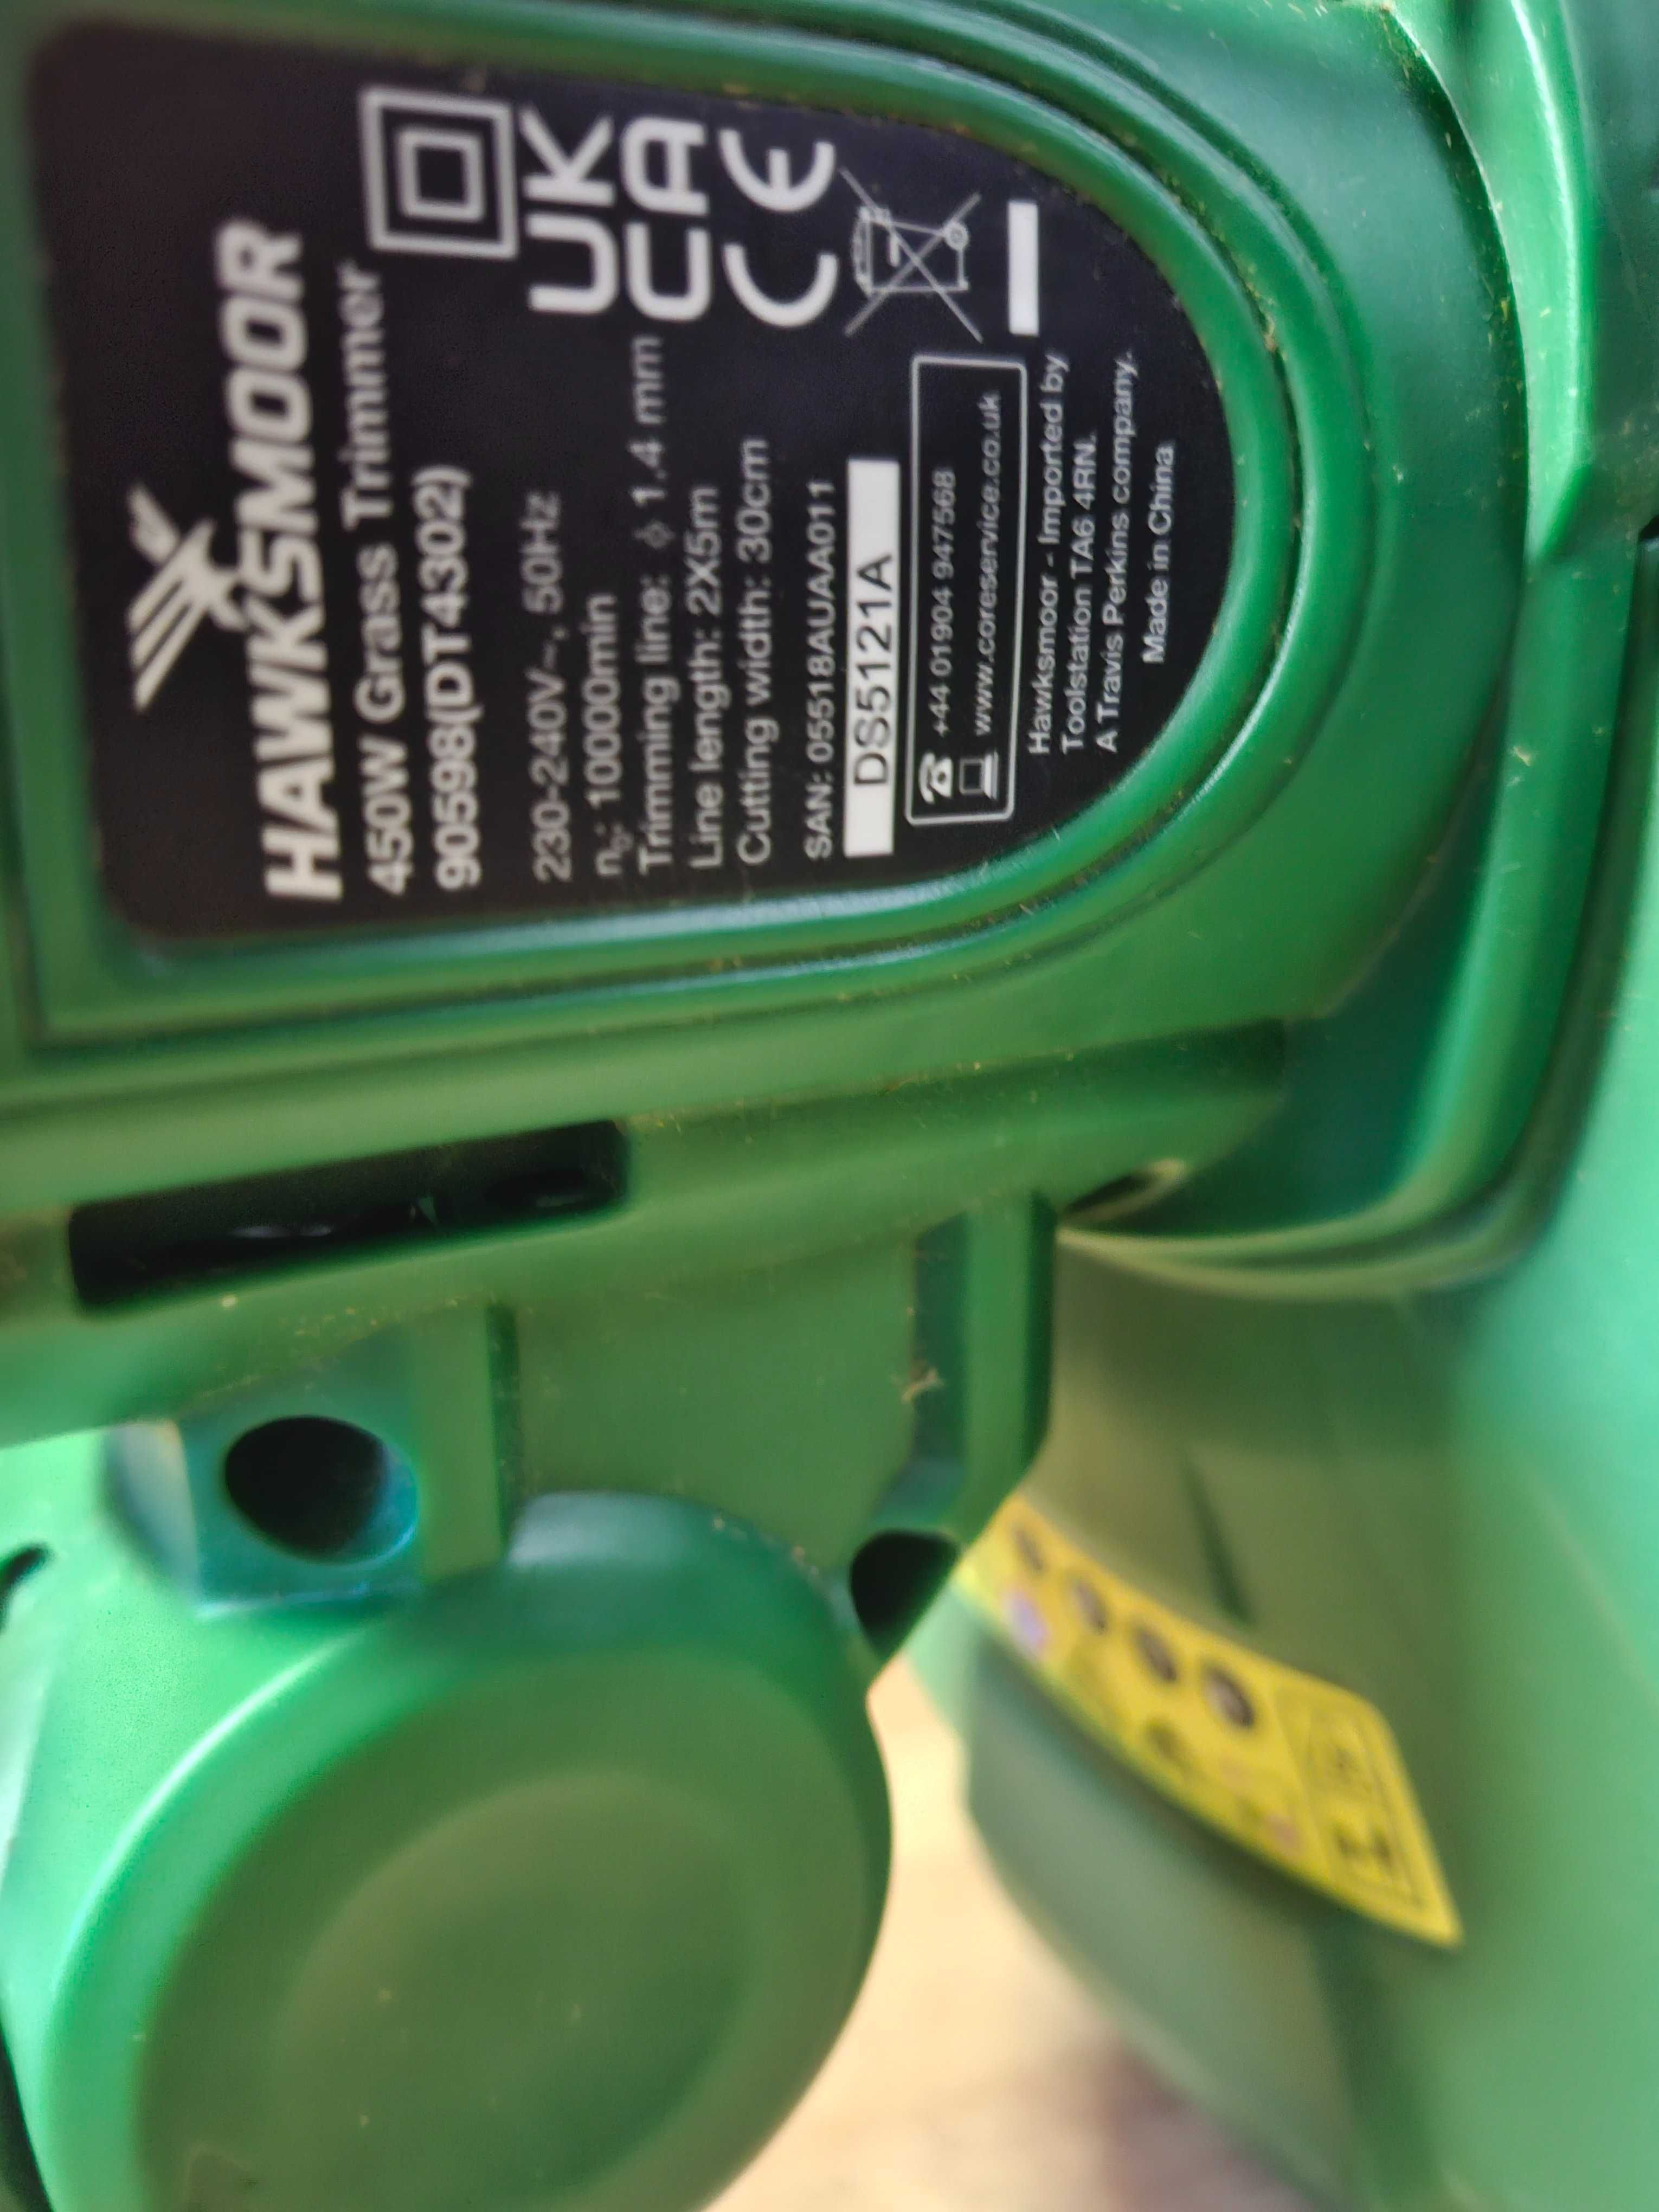 HAWKSMOOR
450W Grass Trimmer
90598(DT4302)
230-240V~, 50Hz
n₀: 10000min
Trimming line: ϕ 1.4 mm
Line length: 2X5m
Cutting width: 30cm
SAN: 05518AUAA011
DS5121A
+44 01904 947568
www.coreservice.co.uk
Hawksmoor - Imported by
Toolstation TA6 4RN.
A Travis Perkins company.
Made in China
UK
CA
CE